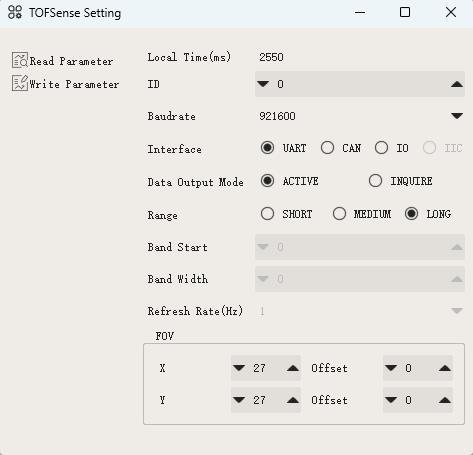 TOFSense Setting
Read Parameter
Write Parameter
Local Time(ms) 2550
ID 0
Baudrate 921600
Interface UART CAN IO IIC
Data Output Mode ACTIVE INQUIRE
Range SHORT MEDIUM LONG
Band Start 0
Band Width 0
Refresh Rate(Hz) 1
FOV
X 27 Offset 0
Y 27 Offset 0